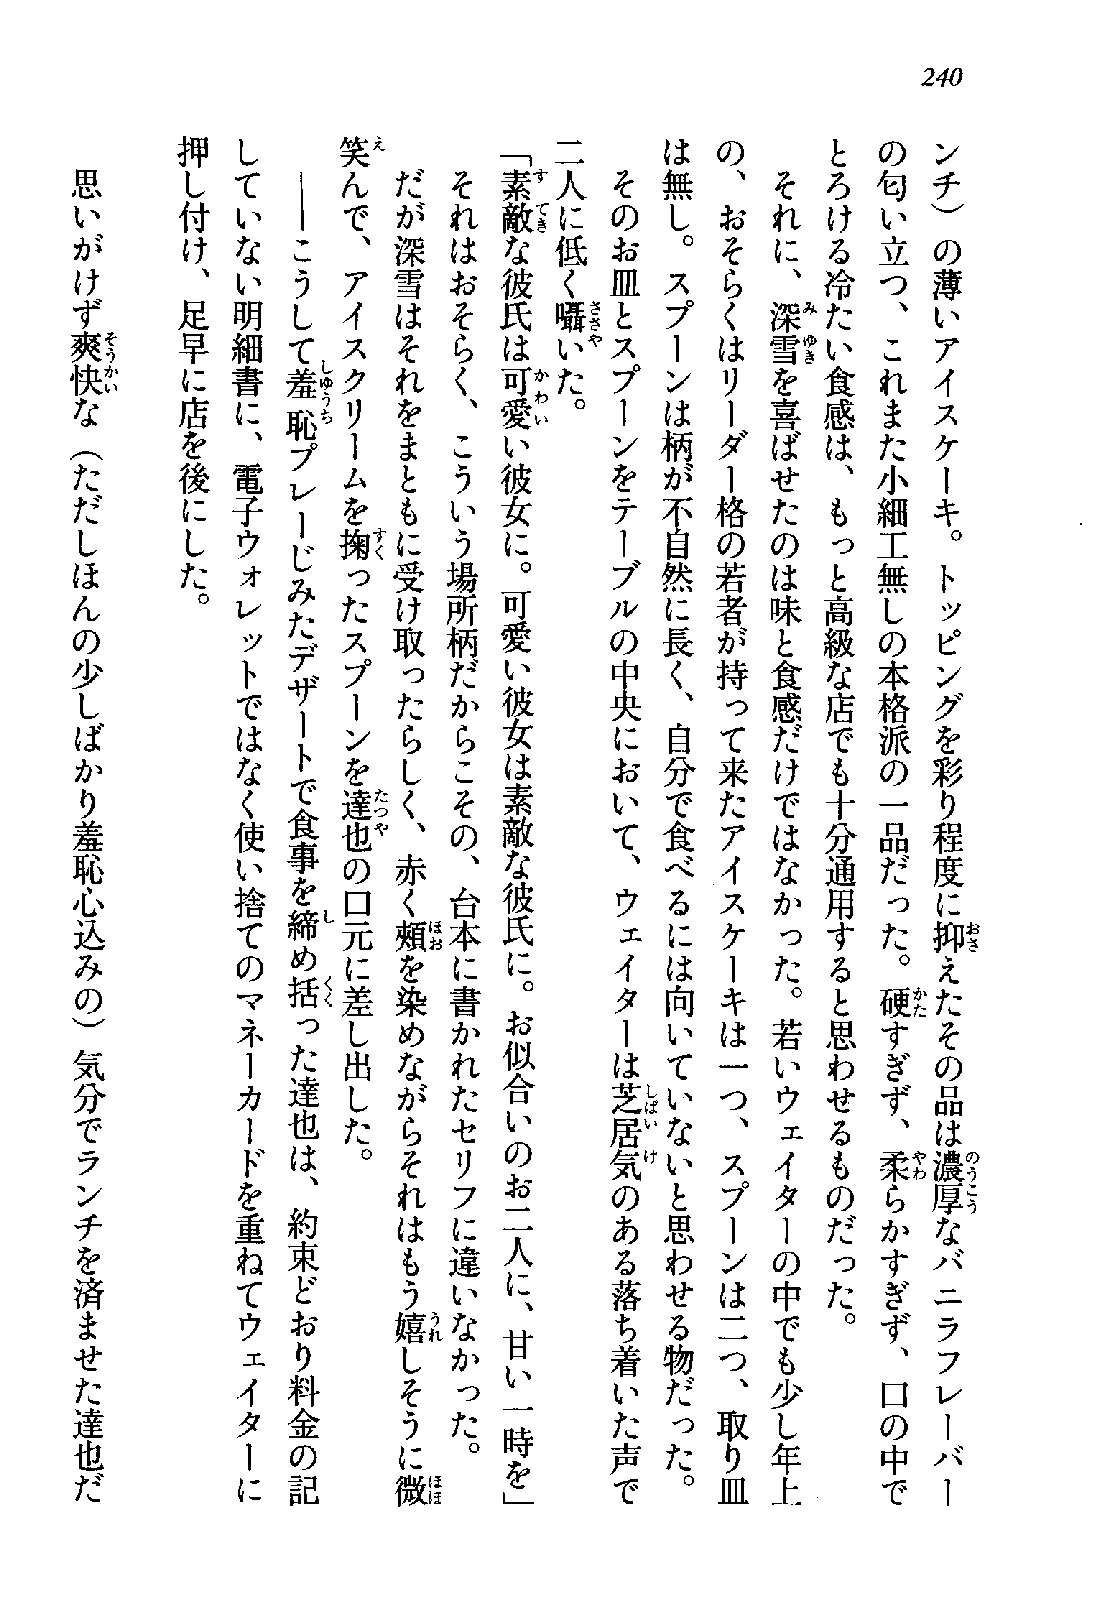 240
ンチ）の薄いアイスケーキ。トッピングを彩り程度に抑えたその品は濃厚なバニラフレーバー
の匂い立つ、これまた小細工無しの本格派の一品だった。硬すぎず、柔らかすぎず、口の中で
とろける冷たい食感は、もっと高級な店でも十分通用すると思わせるものだった。
それに、深雪を喜ばせたのは味と食感だけではなかった。若いウェイターの中でも少し年上
の、おそらくはリーダー格の若者が持って来たアイスケーキは一つ、スプーンは二つ、取り皿
は無し。スプーンは柄が不自然に長く、自分で食べるには向いていないと思わせる物だった。
そのお皿とスプーンをテーブルの中央において、ウェイターは芝居気のある落ち着いた声で
二人に低く囁いた。
「素敵な彼氏は可愛い彼女に。可愛い彼女は素敵な彼氏に。お似合いのお二人に、甘い一時を」
それはおそらく、こういう場所柄だからこその、台本に書かれたセリフに違いなかった。
だが深雪はそれをまともに受け取ったらしく、赤く頰を染めながらそれはもう嬉しそうに微
笑んで、アイスクリームを掬ったスプーンを達也の口元に差し出した。
――こうして羞恥プレーじみたデザートで食事を締め括った達也は、約束どおり料金の記
していない明細書に、電子ウォレットではなく使い捨てのマネーカードを重ねてウェイターに
押し付け、足早に店を後にした。
思いがけず爽快な（ただしほんの少しばかり羞恥心込みの）気分でランチを済ませた達也だ